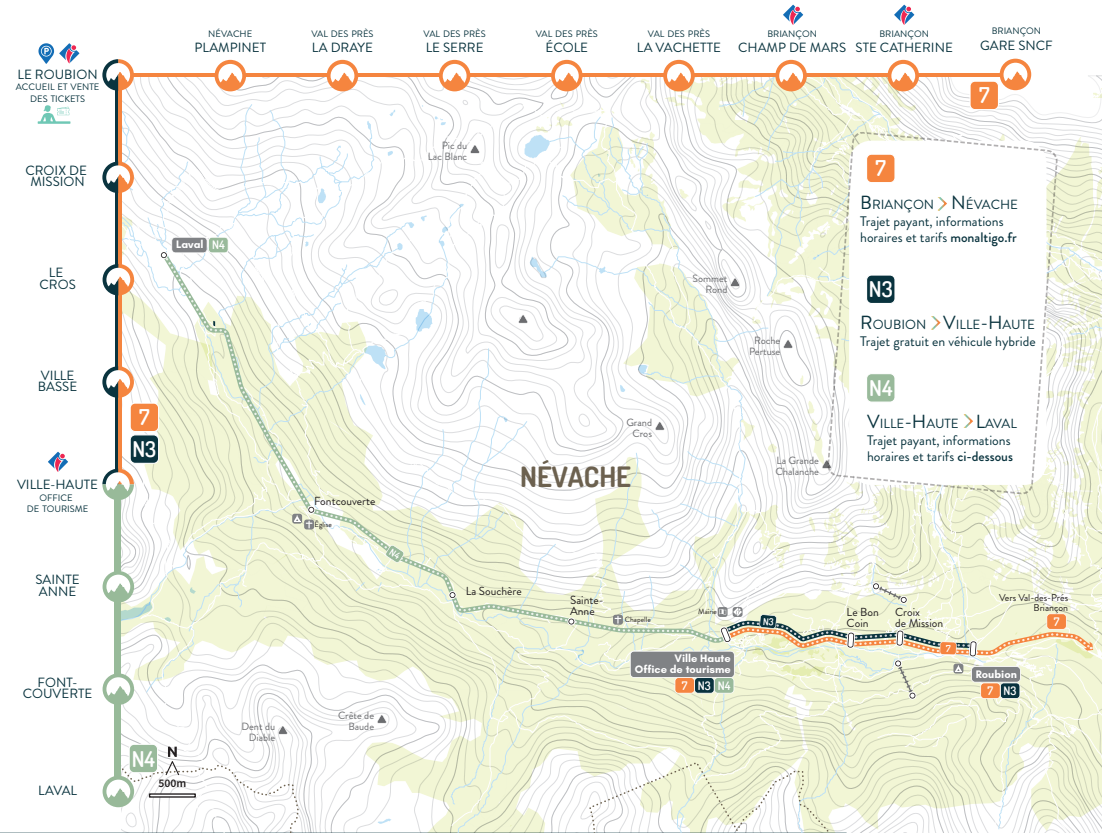 NÉVACHE
PLAMPINET
VAL DES PRÈS
LA DRAYE
VAL DES PRÈS
LE SERRE
VAL DES PRÈS
ÉCOLE
VAL DES PRÈS
LA VACHETTE
BRIANÇON
CHAMP DE MARS
BRIANÇON
STE CATHERINE
BRIANÇON
GARE SNCF
7
P
LE ROUBION
ACCUEIL ET VENTE
DES TICKETS
CROIX DE
MISSION
LE
CROS
VILLE
BASSE
7
N3
VILLE-HAUTE
OFFICE
DE TOURISME
SAINTE
ANNE
FONT-
COUVERTE
N4
LAVAL
N
500m
7
BRIANÇON > NÉVACHE
Trajet payant, informations
horaires et tarifs monaltigo.fr
N3
ROUBION > VILLE-HAUTE
Trajet gratuit en véhicule hybride
N4
VILLE-HAUTE > LAVAL
Trajet payant, informations
horaires et tarifs ci-dessous
Pic du
Lac Blanc
Laval N4
Sommet
Rond
Roche
Pertuse
Grand
Cros
La Grande
Chalanche
NÉVACHE
Fontcouverte
Église
N4
La Souchère
Sainte-
Anne
Chapelle
Mairie
N3
Le Bon
Coin
Croix
de Mission
7
Vers Val-des-Prés
Briançon
7
Ville Haute
Office de tourisme
7 N3 N4
Roubion
7 N3
Crête de
Baude
Dent du
Diable